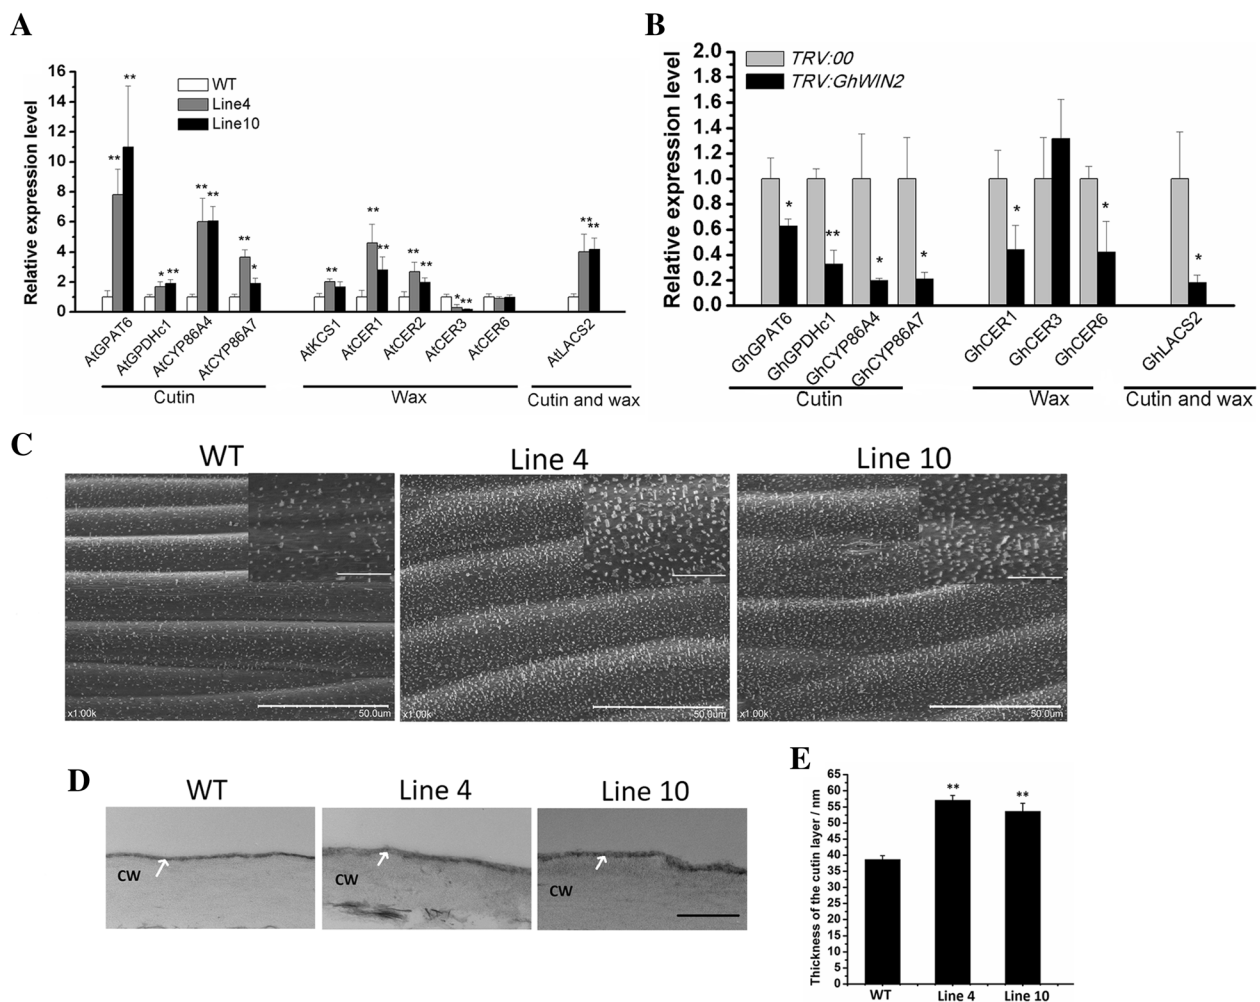 A
Relative expression level
16
14
12
10
8
6
4
2
0
WT
Line4
Line10
** ** * ** ** ** ** * ** ** ** ** ** * ** ** **
AtGPAT6
AtGPDHc1
AtCYP86A4
AtCYP86A7
AtKCS1
AtCER1
AtCER2
AtCER3
AtCER6
AtLACS2
Cutin
Wax
Cutin and wax
B
Relative expression level
2.0
1.8
1.6
1.4
1.2
1.0
0.8
0.6
0.4
0.2
0.0
TRV:00
TRV:GhWIN2
* ** * * * * *
GhGPAT6
GhGPDHc1
GhCYP86A4
GhCYP86A7
GhCER1
GhCER3
GhCER6
GhLACS2
Cutin
Wax
Cutin and wax
C
WT
Line 4
Line 10
x1.00k
50.0um
x1.00k
50.0um
x1.00k
50.0um
D
WT
Line 4
Line 10
CW
CW
CW
E
Thickness of the cutin layer / nm
65
60
55
50
45
40
35
30
25
20
15
10
5
0
** **
WT
Line 4
Line 10